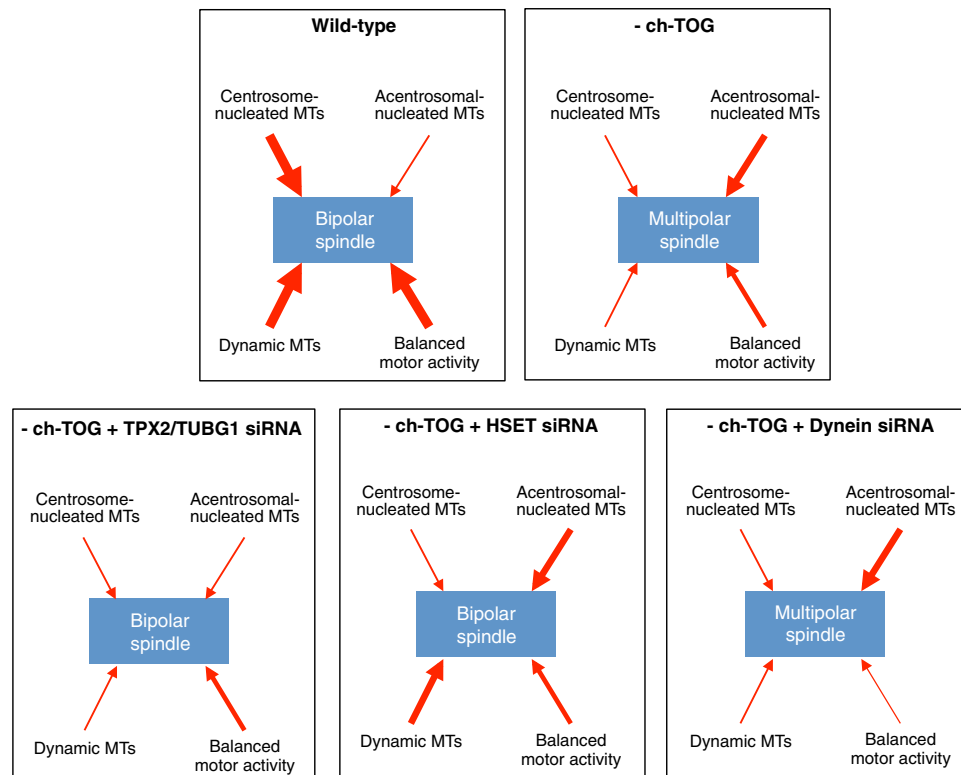 Wild-type
Centrosome-
nucleated MTs
Acentrosomal-
nucleated MTs
Bipolar
spindle
Dynamic MTs
Balanced
motor activity
- ch-TOG
Centrosome-
nucleated MTs
Acentrosomal-
nucleated MTs
Multipolar
spindle
Dynamic MTs
Balanced
motor activity
- ch-TOG + TPX2/TUBG1 siRNA
Centrosome-
nucleated MTs
Acentrosomal-
nucleated MTs
Bipolar
spindle
Dynamic MTs
Balanced
motor activity
- ch-TOG + HSET siRNA
Centrosome-
nucleated MTs
Acentrosomal-
nucleated MTs
Bipolar
spindle
Dynamic MTs
Balanced
motor activity
- ch-TOG + Dynein siRNA
Centrosome-
nucleated MTs
Acentrosomal-
nucleated MTs
Multipolar
spindle
Dynamic MTs
Balanced
motor activity